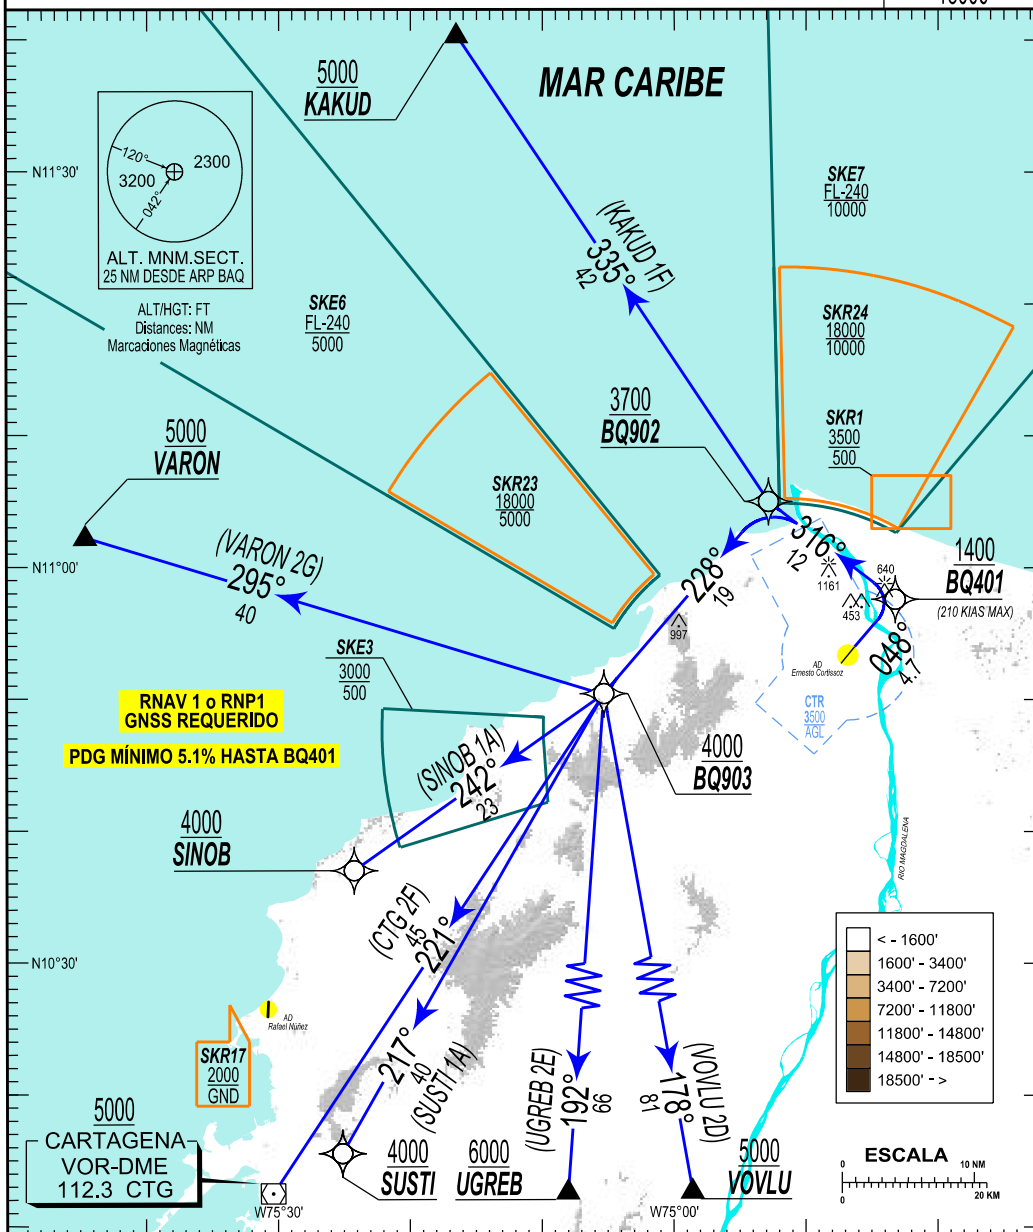 5000
KAKUD
MAR CARIBE
N11°30'
120°
2300
3200
042°
ALT. MNM.SECT.
25 NM DESDE ARP BAQ
ALT/HGT: FT
Distances: NM
Marcaciones Magnéticas
SKE7
FL-240
10000
(KAKUD 1F)
335°
42
SKE6
FL-240
5000
SKR24
18000
10000
3700
BQ902
SKR1
3500
500
5000
VARON
SKR23
18000
5000
(VARON 2G)
295°
40
N11°00'
228°
19
316°
12
1161
640
453
997
1400
BQ401
(210 KIAS MAX)
048°
4.7
AD
Ernesto Cortissoz
CTR
3500
AGL
SKE3
3000
500
RNAV 1 o RNP1
GNSS REQUERIDO
PDG MÍNIMO 5.1% HASTA BQ401
4000
BQ903
(SINOB 1A)
242°
23
4000
SINOB
RIO MAGDALENA
(CTG 2F)
45
221°
N10°30'
AD
Rafael Núñez
SKR17
2000
GND
217°
40
(SUSTI 1A)
(UGREB 2E)
192°
66
(VOVLU 2D)
178°
81
< - 1600'
1600' - 3400'
3400' - 7200'
7200' - 11800'
11800' - 14800'
14800' - 18500'
18500' - >
5000
CARTAGENA
VOR-DME
112.3 CTG
4000
SUSTI
6000
UGREB
5000
VOVLU
ESCALA
0 10 NM
0 20 KM
W75°30'
W75°00'